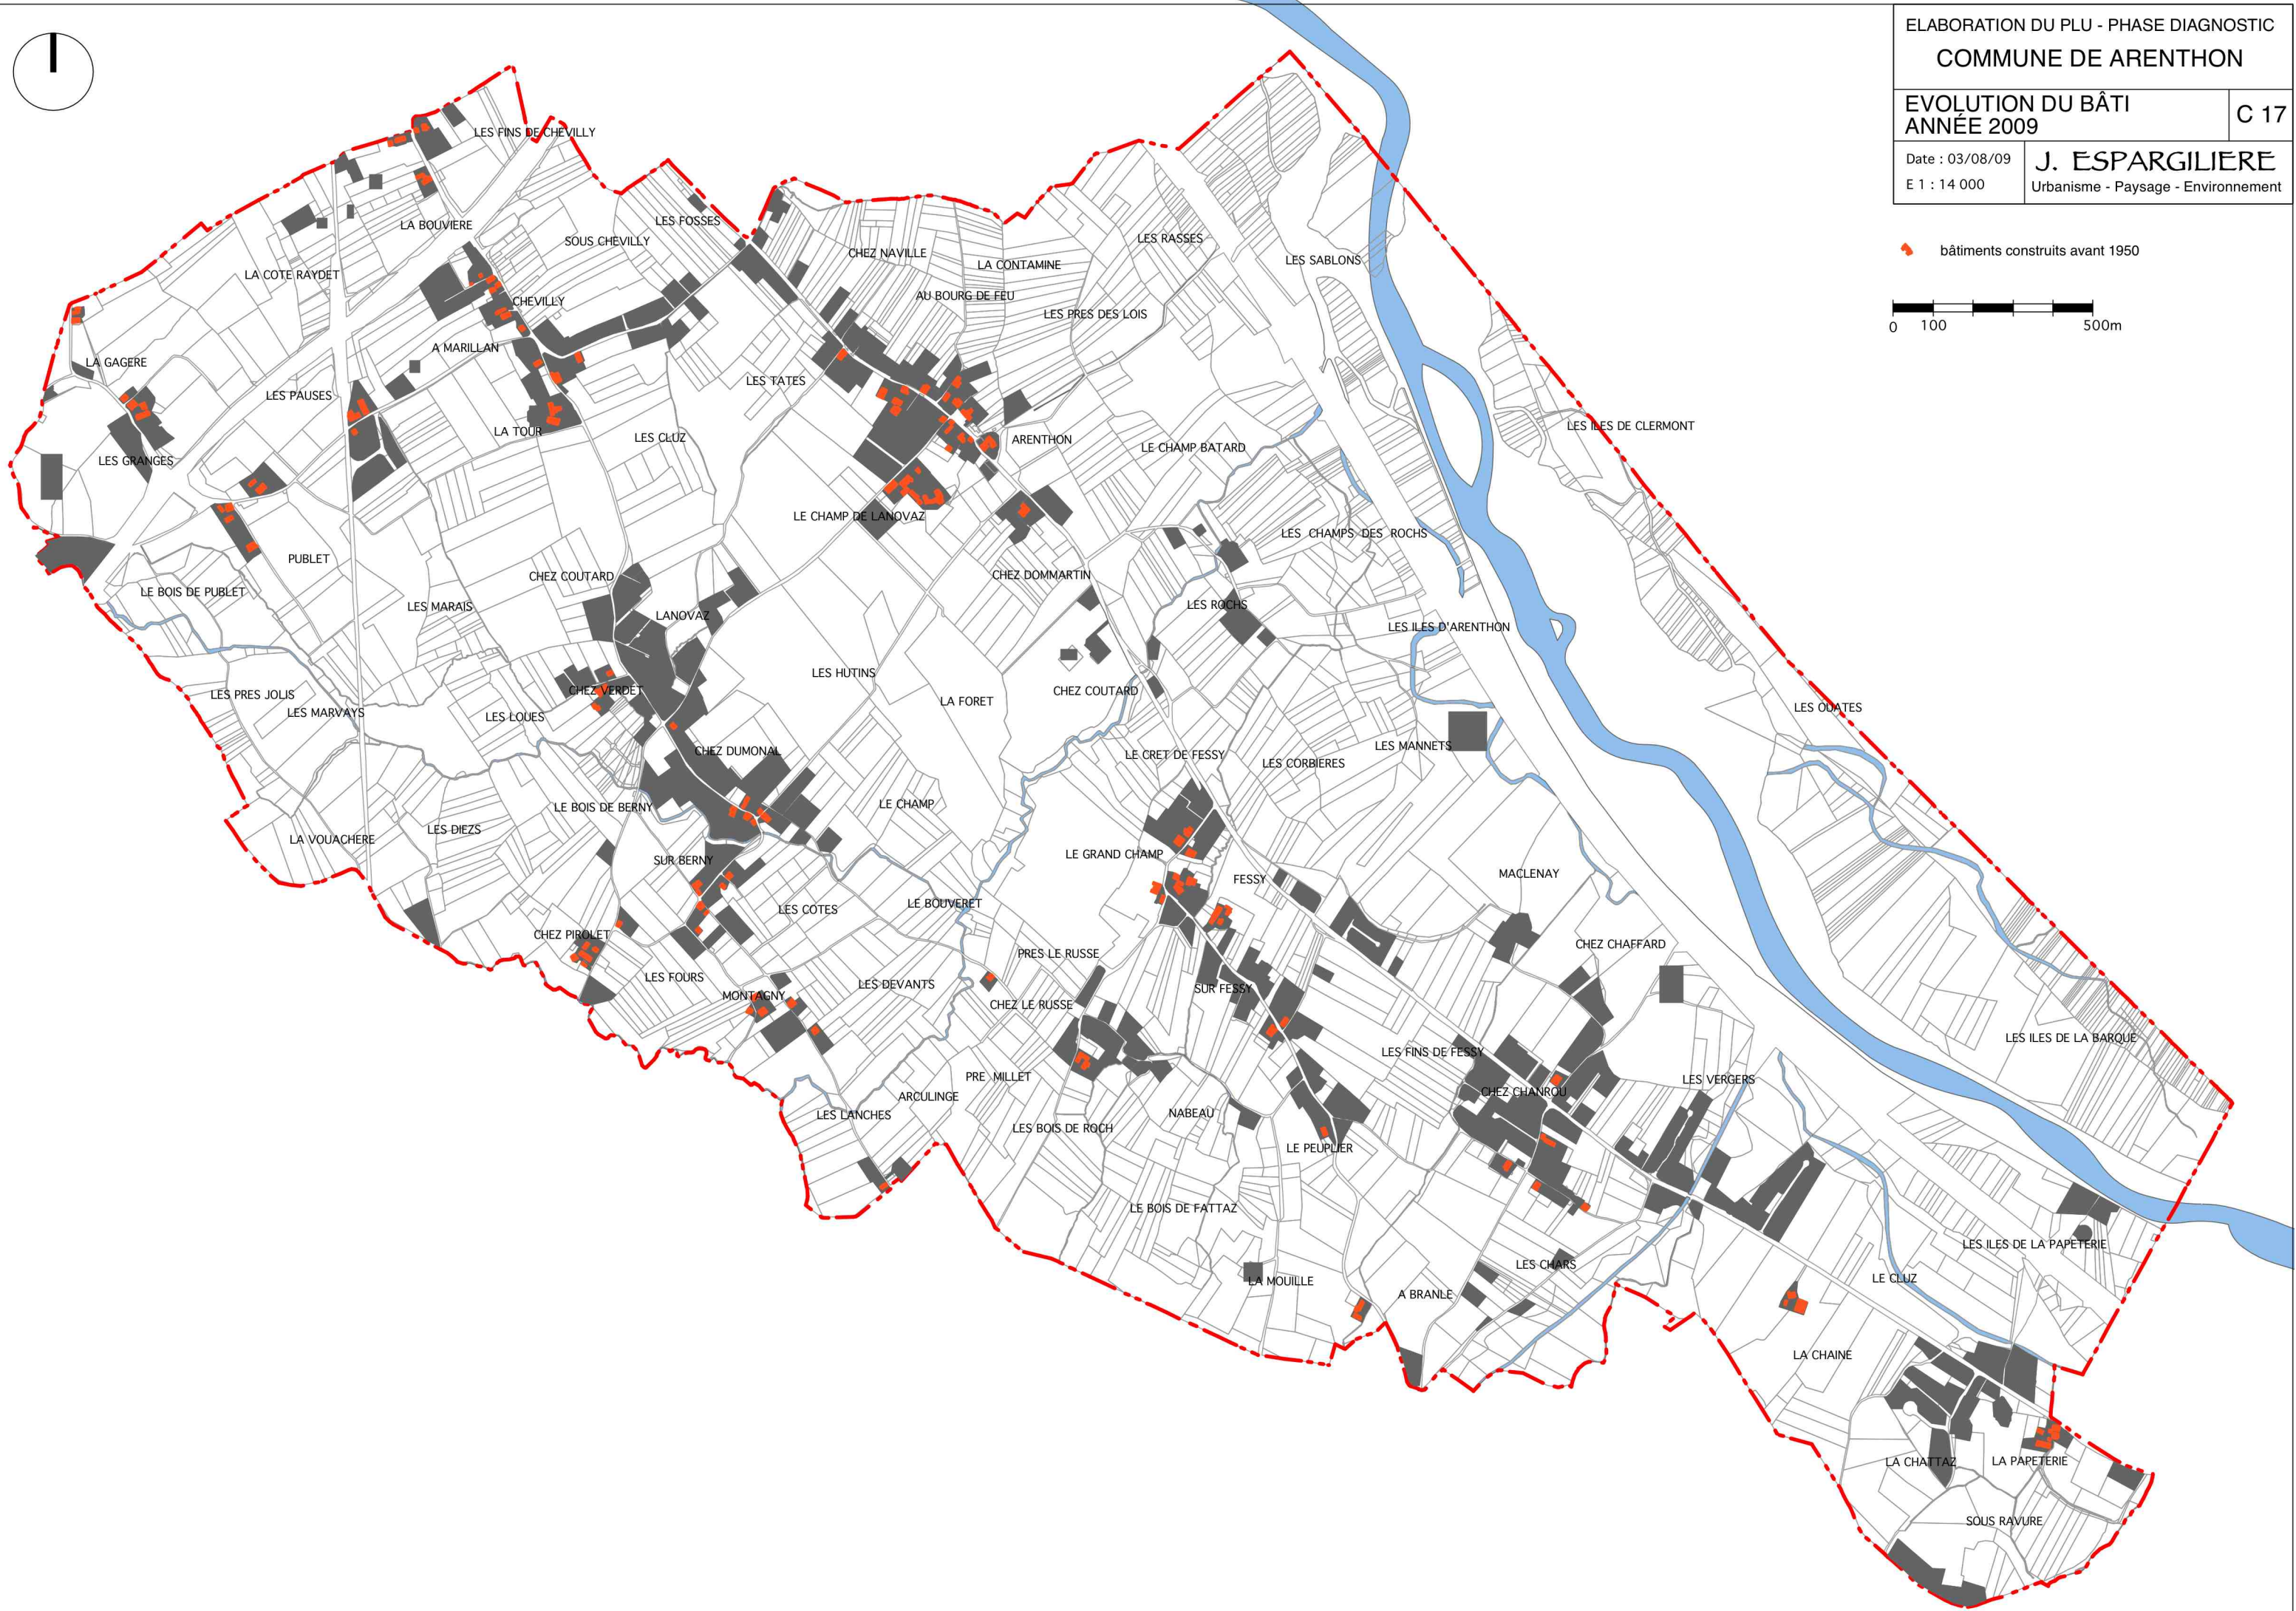 ELABORATION DU PLU - PHASE DIAGNOSTIC
COMMUNE DE ARENTHON
EVOLUTION DU BÂTI
ANNÉE 2009
C 17
Date : 03/08/09
E 1 : 14 000
J. ESPARGILIERE
Urbanisme - Paysage - Environnement
bâtiments construits avant 1950
0 100 500m
LES FINS DE CHEVILLY
LA BOUVIERE
LES FOSSES
SOUS CHEVILLY
LES RASSES
CHEZ NAVILLE
LES SABLONS
LA CONTAMINE
LA COTE RAYDET
AU BOURG DE FEU
CHEVILLY
LES PRES DES LOIS
A MARILLAN
LA GAGERE
LES TATES
LES PAUSES
LES ILES DE CLERMONT
LA TOUR
LES CLUZ
ARENTHON
LE CHAMP BATARD
LES GRANGES
LE CHAMP DE LANOVAZ
LES CHAMPS DES ROCHS
PUBLET
CHEZ COUTARD
CHEZ DOMMARTIN
LE BOIS DE PUBLET
LES MARAIS
LES ROCHS
LANOVAZ
LES ILES D'ARENTHON
LES HUTINS
CHEZ VERDET
CHEZ COUTARD
LES PRES JOLIS
LA FORET
LES OUATES
LES MARVAYS
LES LOUES
LES MANNETS
CHEZ DUMONAL
LE CRET DE FESSY
LES CORBIERES
LE BOIS DE BERNY
LE CHAMP
LES DIEZS
LA VOUACHERE
LE GRAND CHAMP
SUR BERNY
MACLENAY
FESSY
LE BOUVERET
LES COTES
CHEZ PIROLET
CHEZ CHAFFARD
PRES LE RUSSE
LES FOURS
LES DEVANTS
SUR FESSY
MONTAGNY
CHEZ LE RUSSE
LES ILES DE LA BARQUE
LES FINS DE FESSY
PRE MILLET
LES VERGERS
CHEZ CHANROU
ARCULINGE
LES LANCHES
NABEAU
LES BOIS DE ROCH
LE PEUPLIER
LE BOIS DE FATTAZ
LES ILES DE LA PAPETERIE
LES CHARS
LE CLUZ
LA MOUILLE
A BRANLE
LA CHAINE
LA CHATTAZ
LA PAPETERIE
SOUS RAVURE